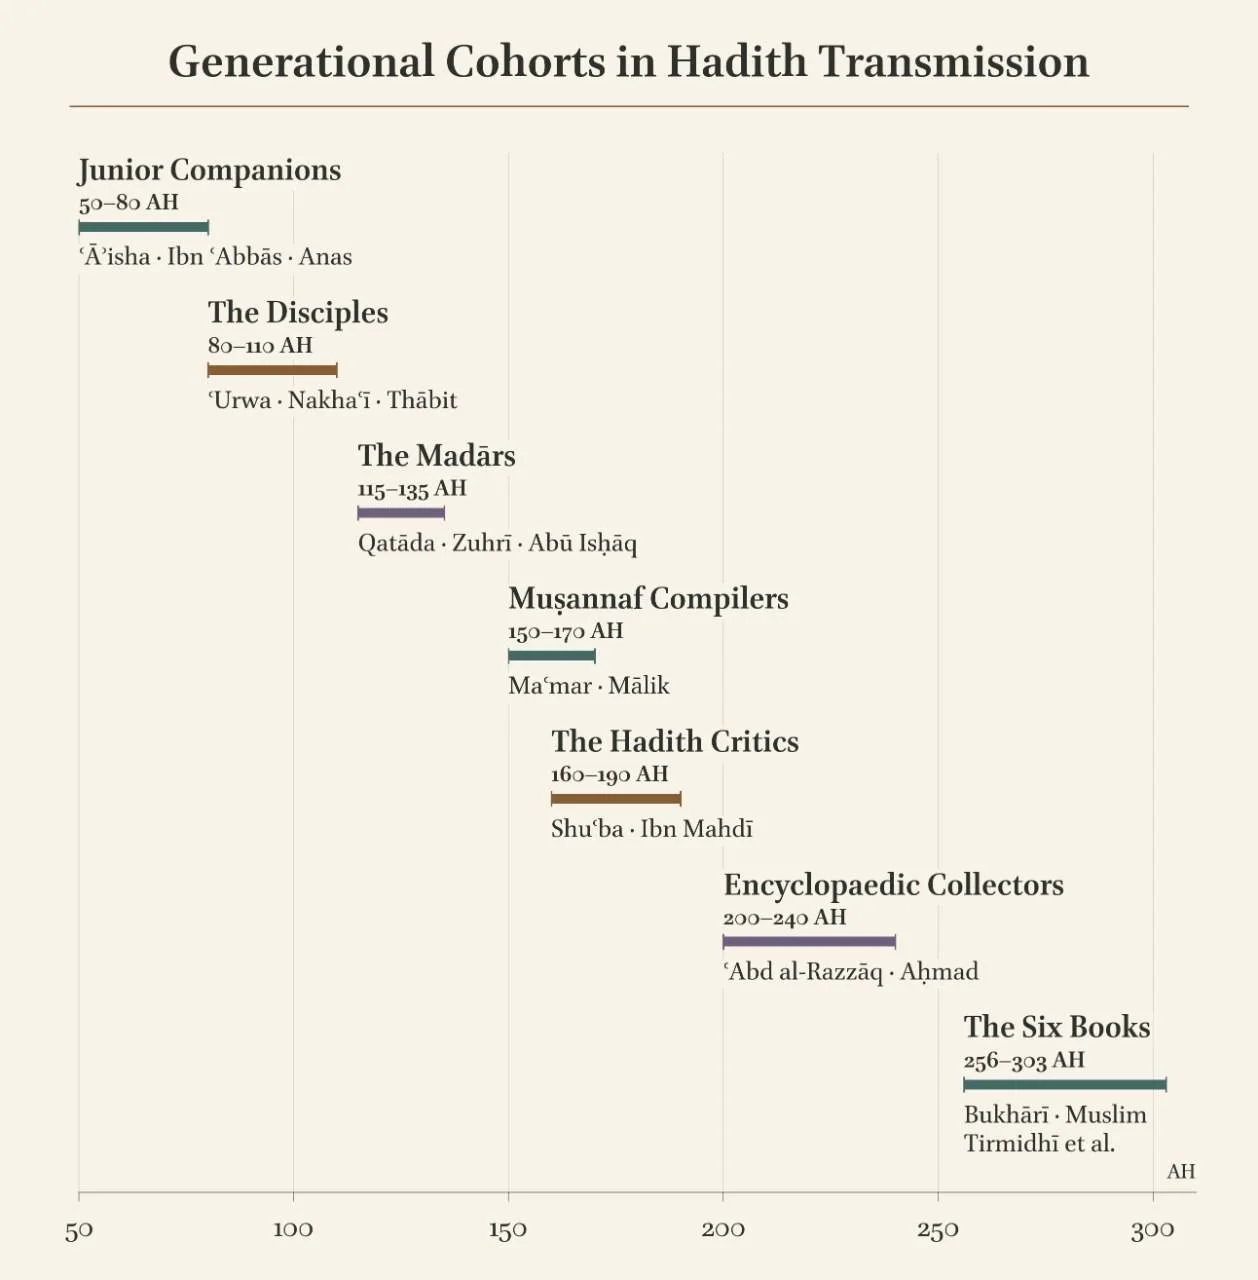 Generational Cohorts in Hadith Transmission
Junior Companions
50–80 AH
ʿĀʾisha · Ibn ʿAbbās · Anas
The Disciples
80–110 AH
ʿUrwa · Nakhaʿī · Thābit
The Madārs
115–135 AH
Qatāda · Zuhrī · Abū Isḥāq
Muṣannaf Compilers
150–170 AH
Maʿmar · Mālik
The Hadith Critics
160–190 AH
Shuʿba · Ibn Mahdī
Encyclopaedic Collectors
200–240 AH
ʿAbd al-Razzāq · Aḥmad
The Six Books
256–303 AH
Bukhārī · Muslim
Tirmidhī et al.
AH
50 100 150 200 250 300